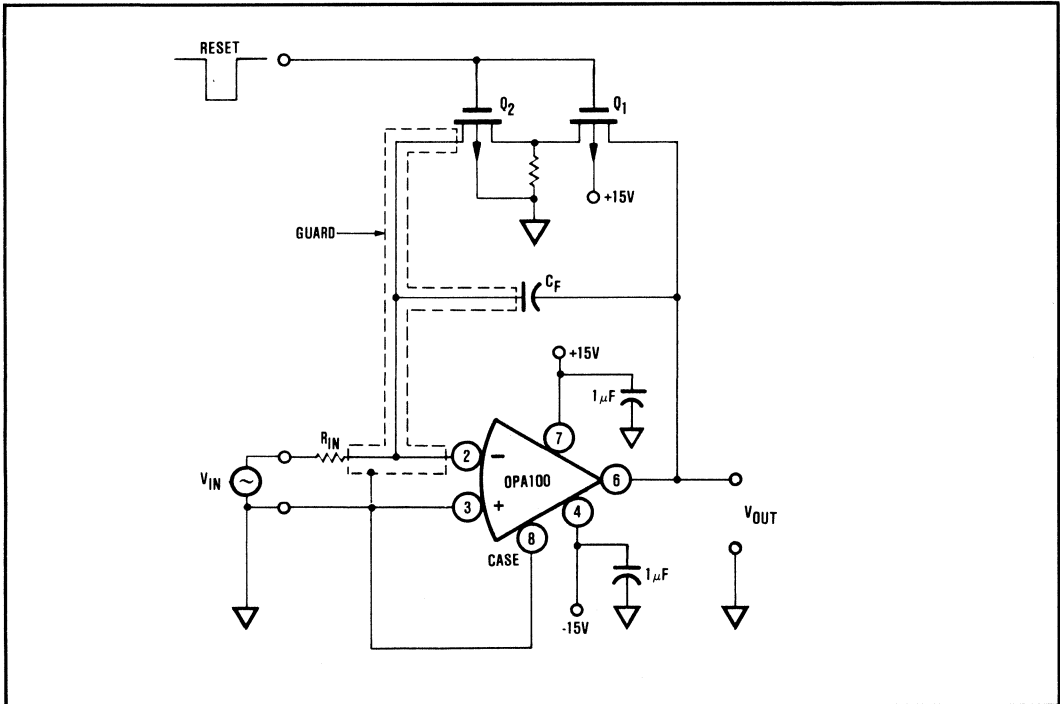 RESET
Q2
Q1
+15V
GUARD
CF
+15V
1μF
RIN
2
−
7
VIN
OPA100
6
3
+
4
VOUT
8
CASE
1μF
-15V